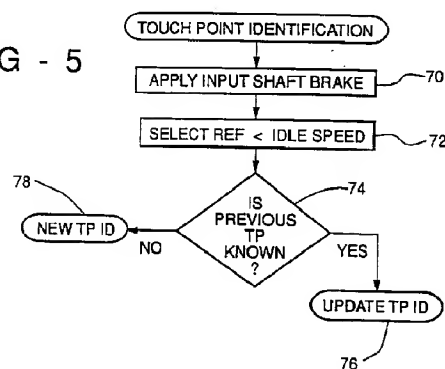 G - 5
TOUCH POINT IDENTIFICATION
APPLY INPUT SHAFT BRAKE
70
SELECT REF < IDLE SPEED
72
78
74
IS
PREVIOUS
TP
KNOWN
?
NEW TP ID
NO
YES
UPDATE TP ID
76